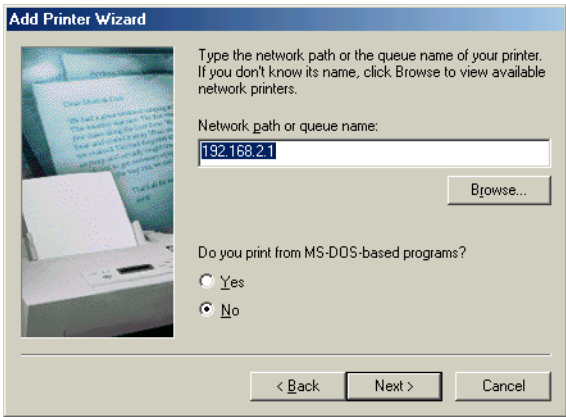 Add Printer Wizard
Type the network path or the queue name of your printer.
If you don't know its name, click Browse to view available
network printers.
Network path or queue name:
192.168.2.1
Browse...
Do you print from MS-DOS-based programs?
Yes
No
< Back
Next >
Cancel